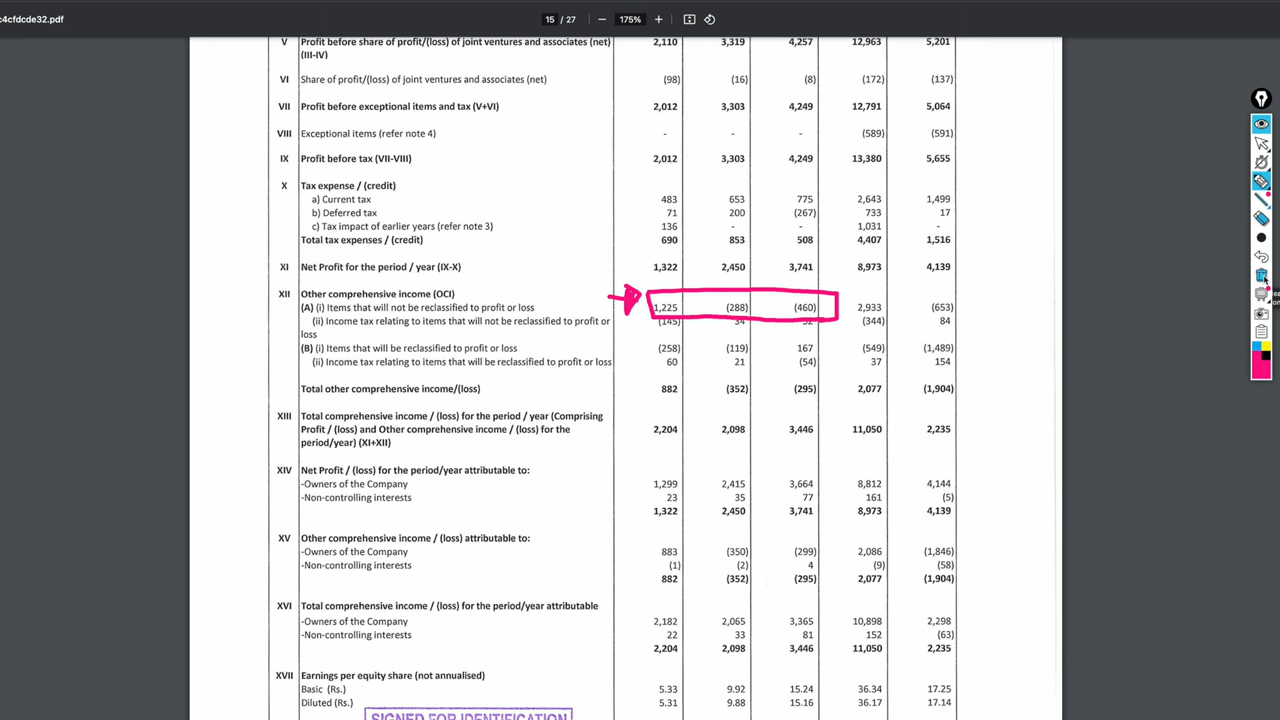 c4cfdcde32.pdf 15 / 27 175%
V Profit before share of profit/(loss) of joint ventures and associates (net) 2,110 3,319 4,257 12,963 5,201
(III-IV)
VI Share of profit/(loss) of joint ventures and associates (net) (98) (16) (8) (172) (137)
VII Profit before exceptional items and tax (V+VI) 2,012 3,303 4,249 12,791 5,064
VIII Exceptional items (refer note 4) - - - (589) (591)
IX Profit before tax (VII-VIII) 2,012 3,303 4,249 13,380 5,655
X Tax expense / (credit)
a) Current tax 483 653 775 2,643 1,499
b) Deferred tax 71 200 (267) 733 17
c) Tax impact of earlier years (refer note 3) 136 - - 1,031 -
Total tax expenses / (credit) 690 853 508 4,407 1,516
XI Net Profit for the period / year (IX-X) 1,322 2,450 3,741 8,973 4,139
XII Other comprehensive income (OCI)
(A) (i) Items that will not be reclassified to profit or loss 1,225 (288) (460) 2,933 (653)
(ii) Income tax relating to items that will not be reclassified to profit or (145) 34 52 (344) 84
loss
(B) (i) Items that will be reclassified to profit or loss (258) (119) 167 (549) (1,489)
(ii) Income tax relating to items that will be reclassified to profit or loss 60 21 (54) 37 154
Total other comprehensive income/(loss) 882 (352) (295) 2,077 (1,904)
XIII Total comprehensive income / (loss) for the period / year (Comprising
Profit / (loss) and Other comprehensive income / (loss) for the 2,204 2,098 3,446 11,050 2,235
period/year) (XI+XII)
XIV Net Profit / (loss) for the period/year attributable to:
-Owners of the Company 1,299 2,415 3,664 8,812 4,144
-Non-controlling interests 23 35 77 161 (5)
1,322 2,450 3,741 8,973 4,139
XV Other comprehensive income / (loss) attributable to:
-Owners of the Company 883 (350) (299) 2,086 (1,846)
-Non-controlling interests (1) (2) 4 (9) (58)
882 (352) (295) 2,077 (1,904)
XVI Total comprehensive income / (loss) for the period/year attributable
-Owners of the Company 2,182 2,065 3,365 10,898 2,298
-Non-controlling interests 22 33 81 152 (63)
2,204 2,098 3,446 11,050 2,235
XVII Earnings per equity share (not annualised)
Basic (Rs.) 5.33 9.92 15.24 36.34 17.25
Diluted (Rs.) 5.31 9.88 15.16 36.17 17.14
SIGNED FOR IDENTIFICATION